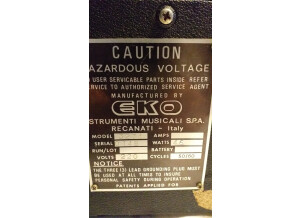 CAUTION
AZARDOUS VOLTAGE
USER SERVICABLE PARTS INSIDE REFER
RVICE TO AUTHORIZED SERVICE AGENT
MANUFACTURED BY
EKO
STRUMENTI MUSICALI S.P.A.
RECANATI - Italy
MODEL AMPS
SERIAL WATTS
RUN/LOT BATTERY
VOLTS CYCLES 50/60
NOTICE
THE THREE (3) LEAD GROUNDING PLUG MUST
BE USED AT ALL TIMES TO INSURE
PERSONAL SAFETY DURING OPERATION
PATENTS APPLIED FOR